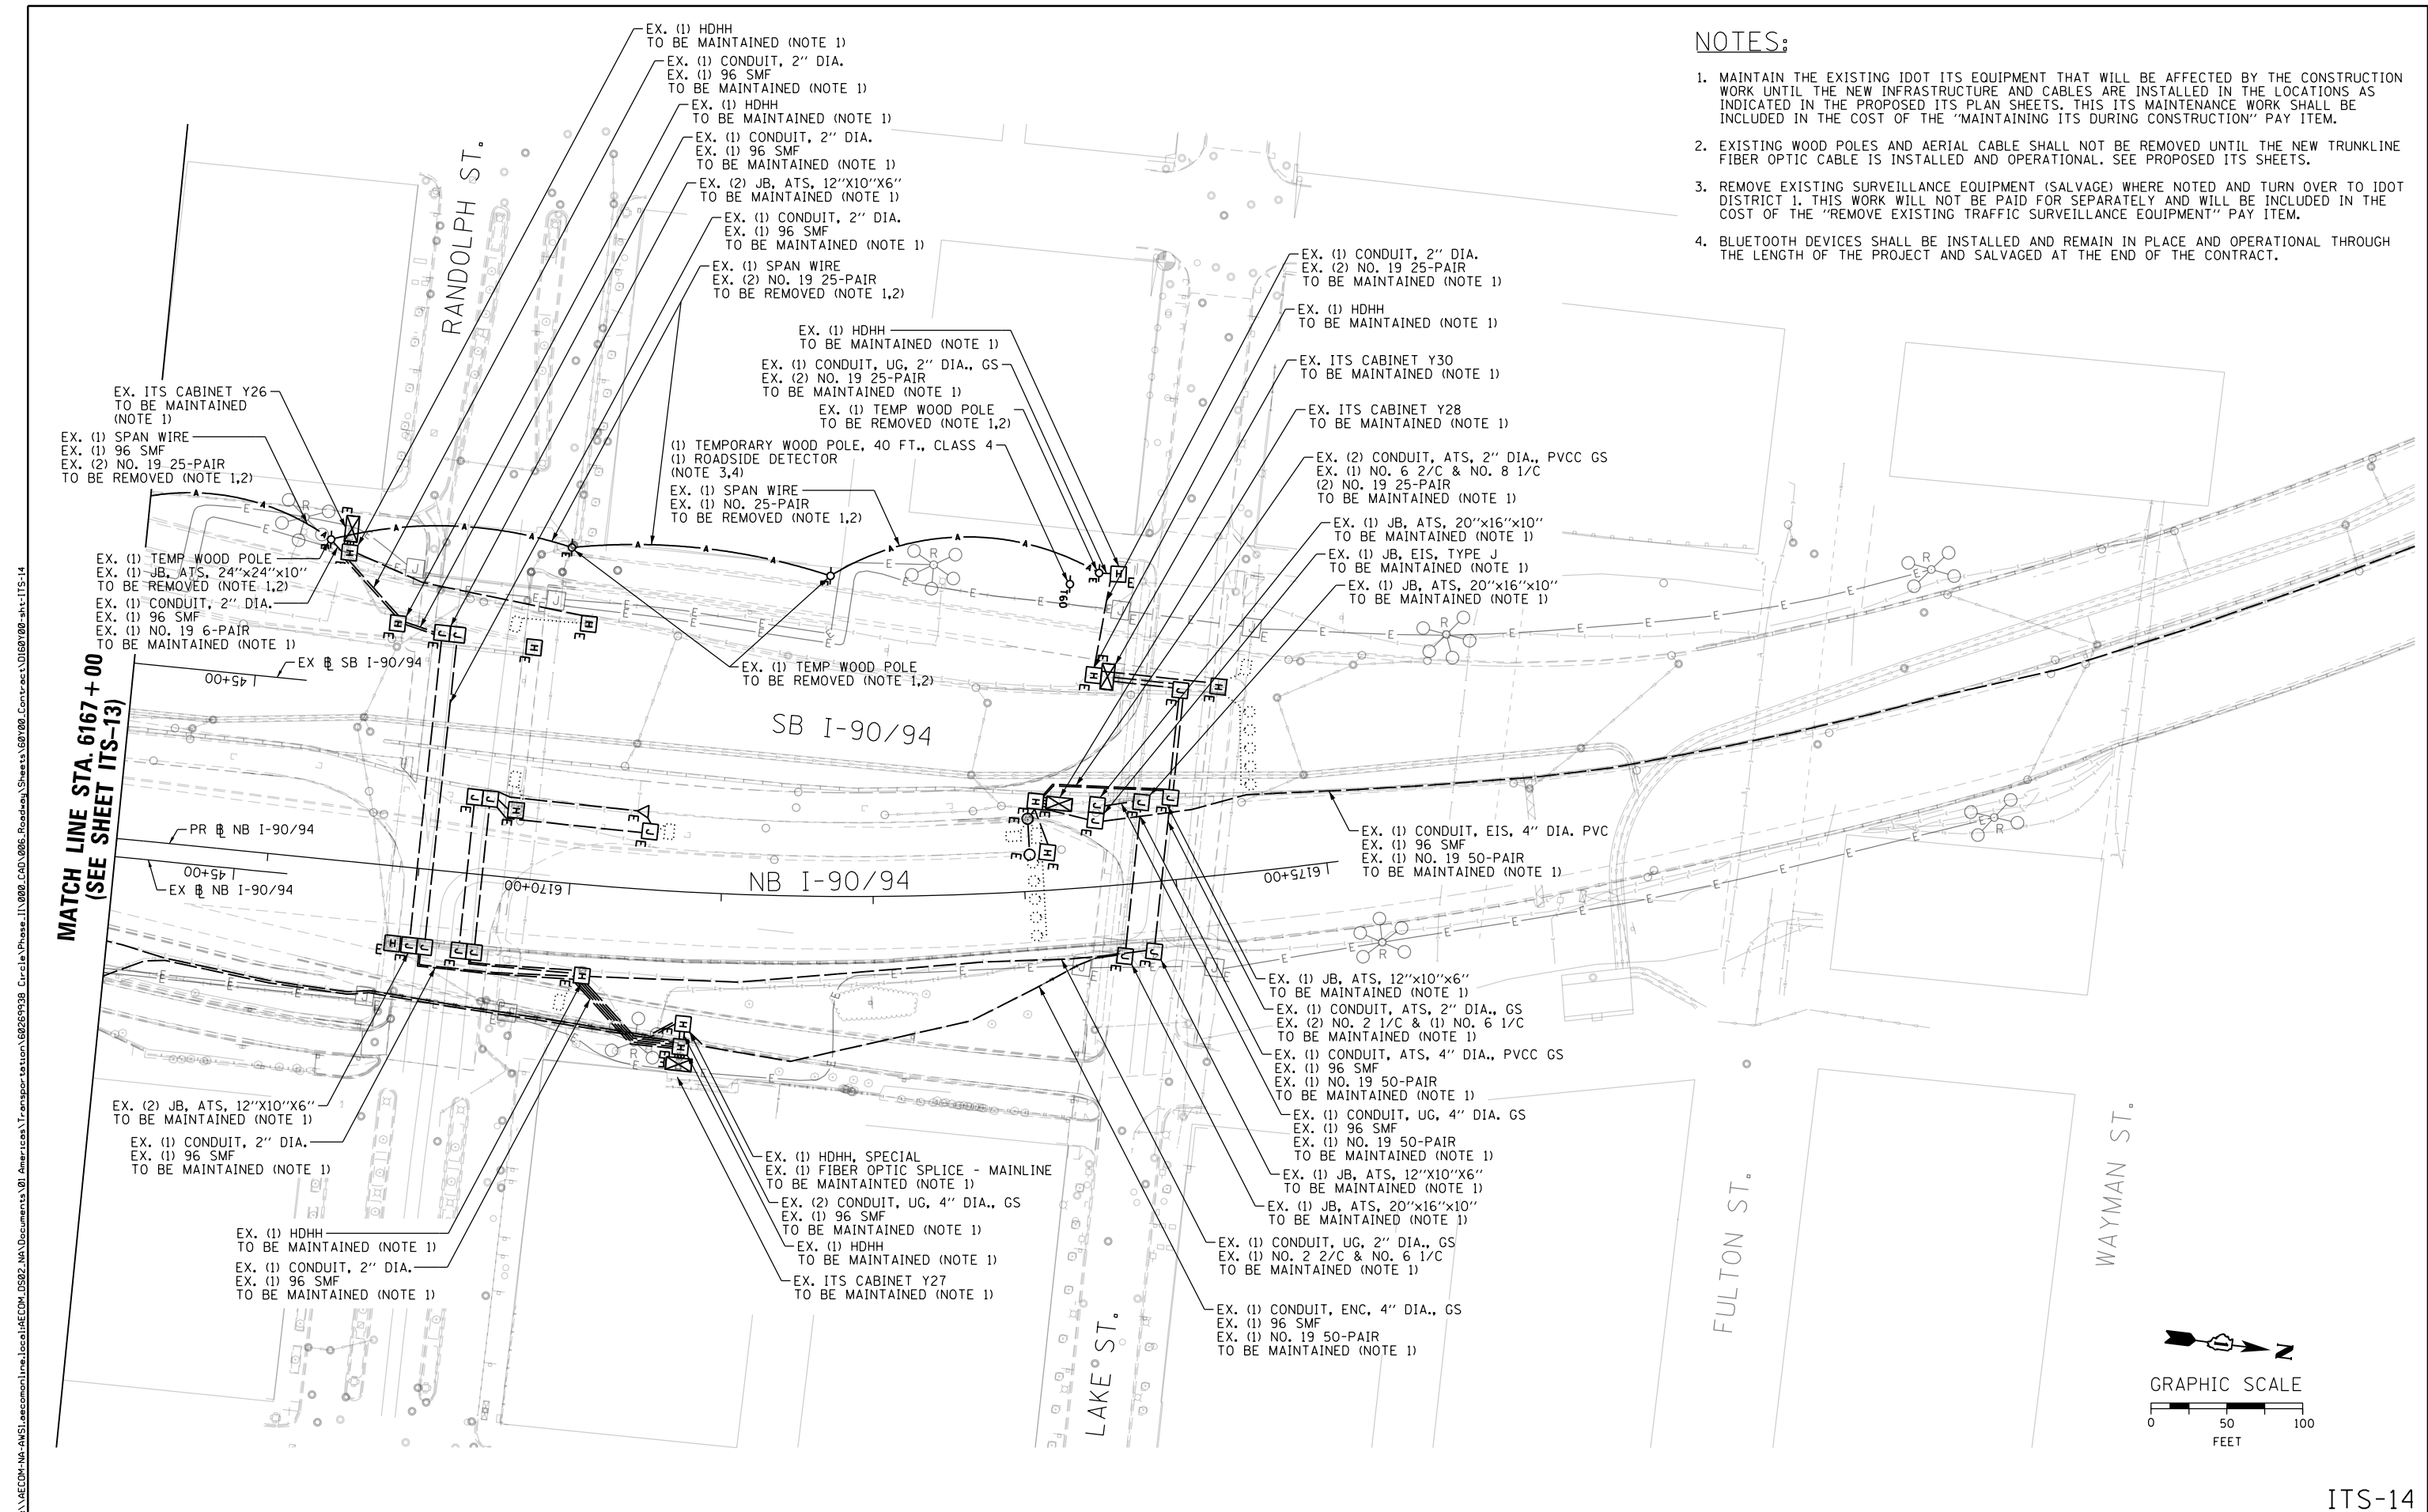 EX. (1) HDHH
TO BE MAINTAINED (NOTE 1)
EX. (1) CONDUIT, 2'' DIA.
EX. (1) 96 SMF
TO BE MAINTAINED (NOTE 1)
EX. (1) HDHH
TO BE MAINTAINED (NOTE 1)
EX. (1) CONDUIT, 2'' DIA.
EX. (1) 96 SMF
TO BE MAINTAINED (NOTE 1)
EX. (2) JB, ATS, 12''X10''X6''
TO BE MAINTAINED (NOTE 1)
EX. (1) CONDUIT, 2'' DIA.
EX. (1) 96 SMF
TO BE MAINTAINED (NOTE 1)
EX. (1) SPAN WIRE
EX. (2) NO. 19 25-PAIR
TO BE REMOVED (NOTE 1,2)
NOTES:
1. MAINTAIN THE EXISTING IDOT ITS EQUIPMENT THAT WILL BE AFFECTED BY THE CONSTRUCTION
WORK UNTIL THE NEW INFRASTRUCTURE AND CABLES ARE INSTALLED IN THE LOCATIONS AS
INDICATED IN THE PROPOSED ITS PLAN SHEETS. THIS ITS MAINTENANCE WORK SHALL BE
INCLUDED IN THE COST OF THE "MAINTAINING ITS DURING CONSTRUCTION" PAY ITEM.
2. EXISTING WOOD POLES AND AERIAL CABLE SHALL NOT BE REMOVED UNTIL THE NEW TRUNKLINE
FIBER OPTIC CABLE IS INSTALLED AND OPERATIONAL. SEE PROPOSED ITS SHEETS.
3. REMOVE EXISTING SURVEILLANCE EQUIPMENT (SALVAGE) WHERE NOTED AND TURN OVER TO IDOT
DISTRICT 1. THIS WORK WILL NOT BE PAID FOR SEPARATELY AND WILL BE INCLUDED IN THE
COST OF THE "REMOVE EXISTING TRAFFIC SURVEILLANCE EQUIPMENT" PAY ITEM.
4. BLUETOOTH DEVICES SHALL BE INSTALLED AND REMAIN IN PLACE AND OPERATIONAL THROUGH
THE LENGTH OF THE PROJECT AND SALVAGED AT THE END OF THE CONTRACT.
RANDOLPH ST.
EX. (1) HDHH
TO BE MAINTAINED (NOTE 1)
EX. (1) CONDUIT, UG, 2'' DIA., GS
EX. (2) NO. 19 25-PAIR
TO BE MAINTAINED (NOTE 1)
EX. (1) TEMP WOOD POLE
TO BE REMOVED (NOTE 1,2)
(1) TEMPORARY WOOD POLE, 40 FT., CLASS 4
(1) ROADSIDE DETECTOR
(NOTE 3,4)
EX. (1) SPAN WIRE
EX. (1) NO. 25-PAIR
TO BE REMOVED (NOTE 1,2)
EX. (1) CONDUIT, 2'' DIA.
EX. (2) NO. 19 25-PAIR
TO BE MAINTAINED (NOTE 1)
EX. (1) HDHH
TO BE MAINTAINED (NOTE 1)
EX. ITS CABINET Y30
TO BE MAINTAINED (NOTE 1)
EX. ITS CABINET Y28
TO BE MAINTAINED (NOTE 1)
EX. (2) CONDUIT, ATS, 2'' DIA., PVCC GS
EX. (1) NO. 6 2/C & NO. 8 1/C
(2) NO. 19 25-PAIR
TO BE MAINTAINED (NOTE 1)
EX. (1) JB, ATS, 20''x16''x10''
TO BE MAINTAINED (NOTE 1)
EX. (1) JB, EIS, TYPE J
TO BE MAINTAINED (NOTE 1)
EX. (1) JB, ATS, 20''x16''x10''
TO BE MAINTAINED (NOTE 1)
EX. ITS CABINET Y26
TO BE MAINTAINED
(NOTE 1)
EX. (1) SPAN WIRE
EX. (1) 96 SMF
EX. (2) NO. 19 25-PAIR
TO BE REMOVED (NOTE 1,2)
EX. (1) TEMP WOOD POLE
EX. (1) JB, ATS, 24''x24''x10''
TO BE REMOVED (NOTE 1,2)
EX. (1) CONDUIT, 2'' DIA.
EX. (1) 96 SMF
EX. (1) NO. 19 6-PAIR
TO BE MAINTAINED (NOTE 1)
T60
EX. (1) TEMP WOOD POLE
TO BE REMOVED (NOTE 1,2)
EX ℄ SB I-90/94
45+00
MATCH LINE STA. 6167 + 00
(SEE SHEET ITS-13)
SB I-90/94
PR ℄ NB I-90/94
45+00
EX ℄ NB I-90/94
6170+00
NB I-90/94
6175+00
EX. (1) CONDUIT, EIS, 4'' DIA. PVC
EX. (1) 96 SMF
EX. (1) NO. 19 50-PAIR
TO BE MAINTAINED (NOTE 1)
EX. (1) JB, ATS, 12''x10''x6''
TO BE MAINTAINED (NOTE 1)
EX. (1) CONDUIT, ATS, 2'' DIA., GS
EX. (2) NO. 2 1/C & (1) NO. 6 1/C
TO BE MAINTAINED (NOTE 1)
EX. (1) CONDUIT, ATS, 4'' DIA., PVCC GS
EX. (1) 96 SMF
EX. (1) NO. 19 50-PAIR
TO BE MAINTAINED (NOTE 1)
EX. (1) CONDUIT, UG, 4'' DIA. GS
EX. (1) 96 SMF
EX. (1) NO. 19 50-PAIR
TO BE MAINTAINED (NOTE 1)
EX. (1) JB, ATS, 12''X10''X6''
TO BE MAINTAINED (NOTE 1)
EX. (1) JB, ATS, 20''x16''x10''
TO BE MAINTAINED (NOTE 1)
EX. (1) CONDUIT, UG, 2'' DIA., GS
EX. (1) NO. 2 2/C & NO. 6 1/C
TO BE MAINTAINED (NOTE 1)
EX. (1) CONDUIT, ENC, 4'' DIA., GS
EX. (1) 96 SMF
EX. (1) NO. 19 50-PAIR
TO BE MAINTAINED (NOTE 1)
EX. (2) JB, ATS, 12''X10''X6''
TO BE MAINTAINED (NOTE 1)
EX. (1) CONDUIT, 2'' DIA.
EX. (1) 96 SMF
TO BE MAINTAINED (NOTE 1)
EX. (1) HDHH
TO BE MAINTAINED (NOTE 1)
EX. (1) CONDUIT, 2'' DIA.
EX. (1) 96 SMF
TO BE MAINTAINED (NOTE 1)
EX. (1) HDHH, SPECIAL
EX. (1) FIBER OPTIC SPLICE - MAINLINE
TO BE MAINTAINTED (NOTE 1)
EX. (2) CONDUIT, UG, 4'' DIA., GS
EX. (1) 96 SMF
TO BE MAINTAINED (NOTE 1)
EX. (1) HDHH
TO BE MAINTAINED (NOTE 1)
EX. ITS CABINET Y27
TO BE MAINTAINED (NOTE 1)
LAKE ST.
FULTON ST.
WAYMAN ST.
N
GRAPHIC SCALE
0 50 100
FEET
ITS-14